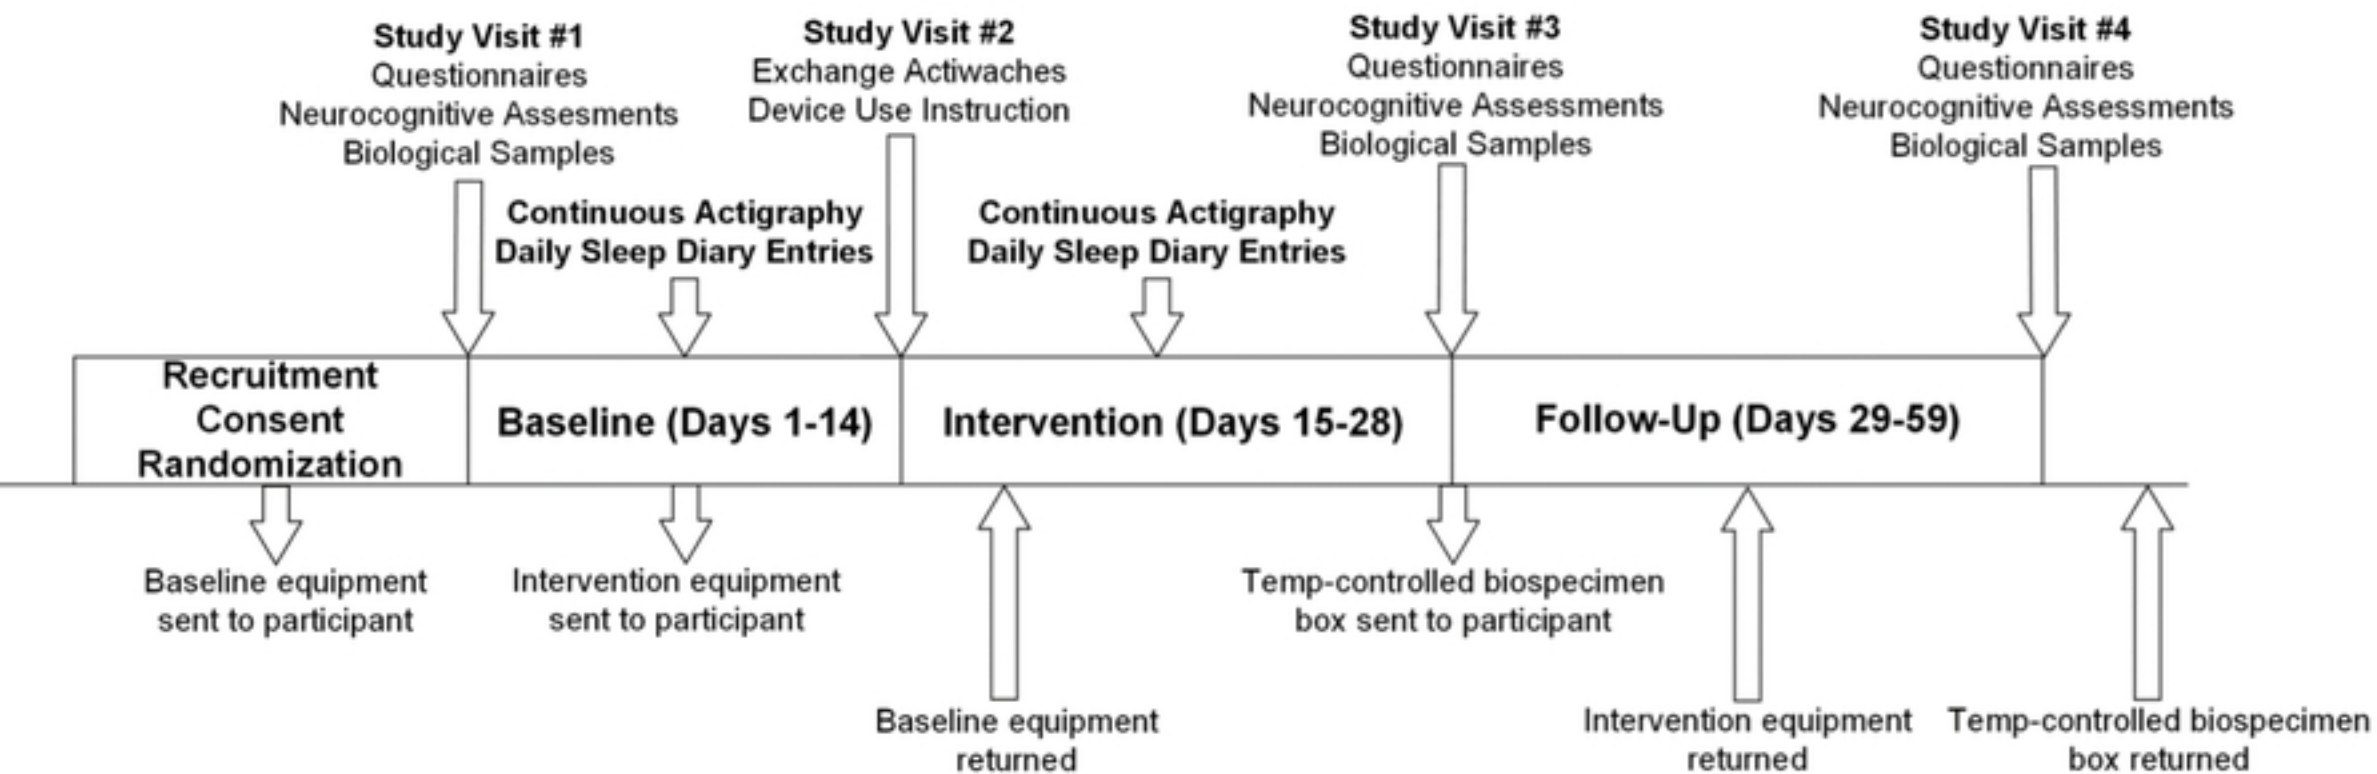 Study Visit #1
Questionnaires
Neurocognitive Assesments
Biological Samples
Study Visit #2
Exchange Actiwaches
Device Use Instruction
Study Visit #3
Questionnaires
Neurocognitive Assessments
Biological Samples
Study Visit #4
Questionnaires
Neurocognitive Assessments
Biological Samples
Continuous Actigraphy
Daily Sleep Diary Entries
Continuous Actigraphy
Daily Sleep Diary Entries
Recruitment
Consent
Randomization
Baseline (Days 1-14)
Intervention (Days 15-28)
Follow-Up (Days 29-59)
Baseline equipment
sent to participant
Intervention equipment
sent to participant
Temp-controlled biospecimen
box sent to participant
Baseline equipment
returned
Intervention equipment
returned
Temp-controlled biospecimen
box returned